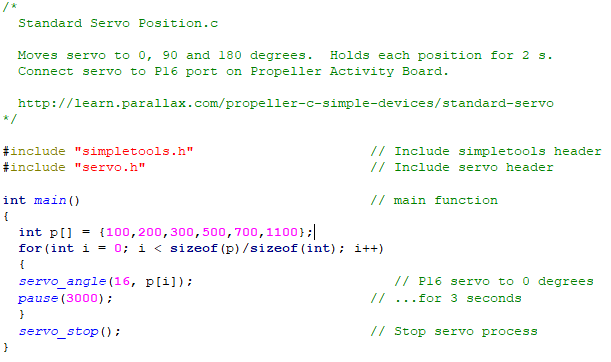 /*
  Standard Servo Position.c
  Moves servo to 0, 90 and 180 degrees.  Holds each position for 2 s.
  Connect servo to P16 port on Propeller Activity Board.
  http://learn.parallax.com/propeller-c-simple-devices/standard-servo
*/
#include "simpletools.h"                      // Include simpletools header
#include "servo.h"                            // Include servo header
int main()                                    // main function
{
  int p[] = {100,200,300,500,700,1100};
  for(int i = 0; i < sizeof(p)/sizeof(int); i++)
  {
  servo_angle(16, p[i]);                         // P16 servo to 0 degrees
  pause(3000);                                // ...for 3 seconds
  }
  servo_stop();                               // Stop servo process
}